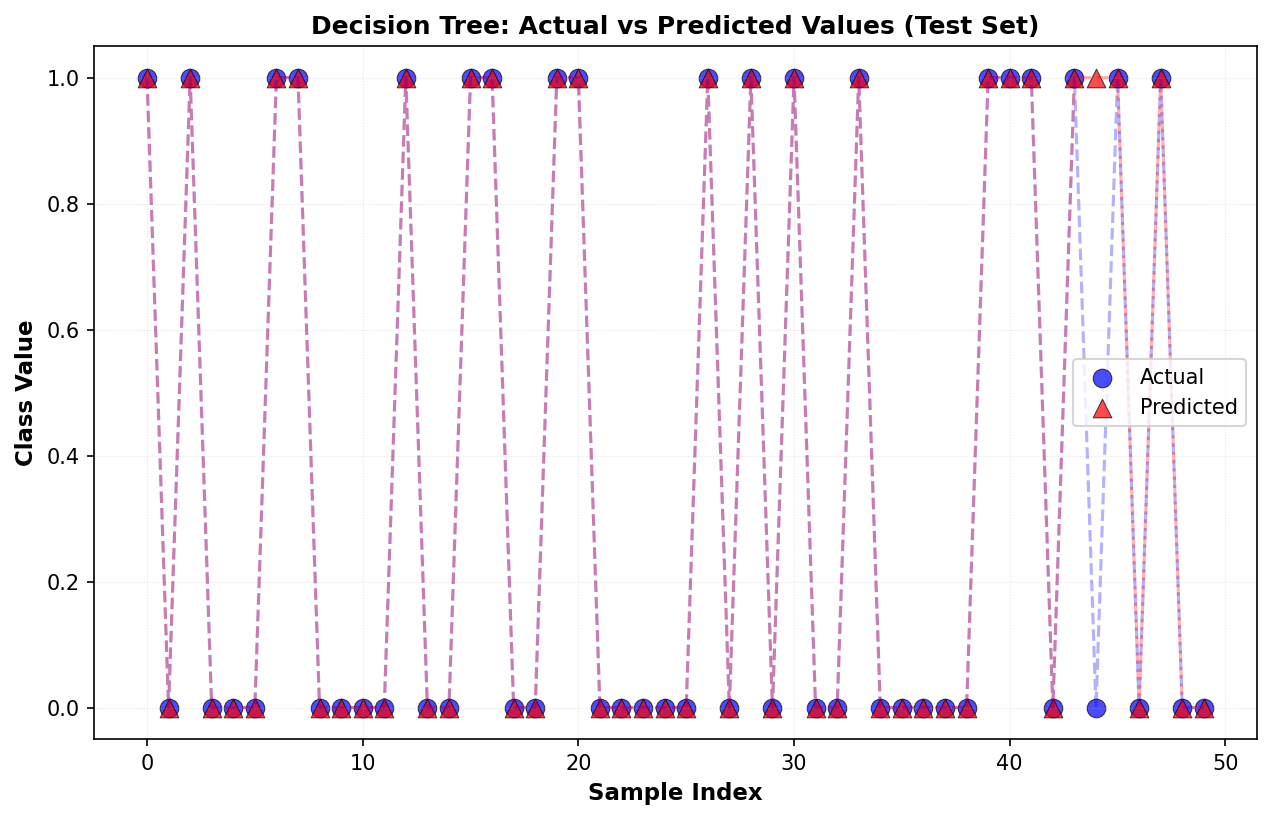 Decision Tree: Actual vs Predicted Values (Test Set)
Class Value
1.0
0.8
0.6
0.4
0.2
0.0
Actual
Predicted
0 10 20 30 40 50
Sample Index